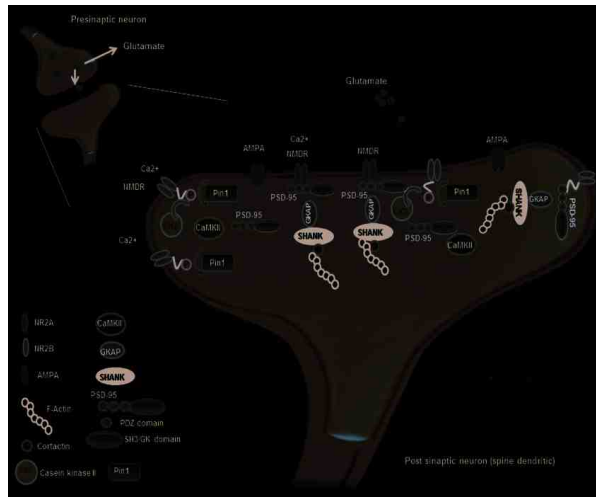 Presinaptic neuron
Glutamate
Glutamate
AMPA
Ca2+
NMDR
NMDR
AMPA
Ca2+
NMDR
Pin1
PSD-95
PSD-95
Pin1
SHANK
GKAP
PSD-95
GKAP
GKAP
CaMKII
PSD-95
SHANK
SHANK
PSD-95
CaMKII
Ca2+
Pin1
NR2A
CaMKII
NR2B
GKAP
AMPA
SHANK
PSD-95
F-Actin
PDZ domain
Cortactin
SH3 GK domain
Casein kinase II
Pin1
Post sinaptic neuron (spine dendritic)